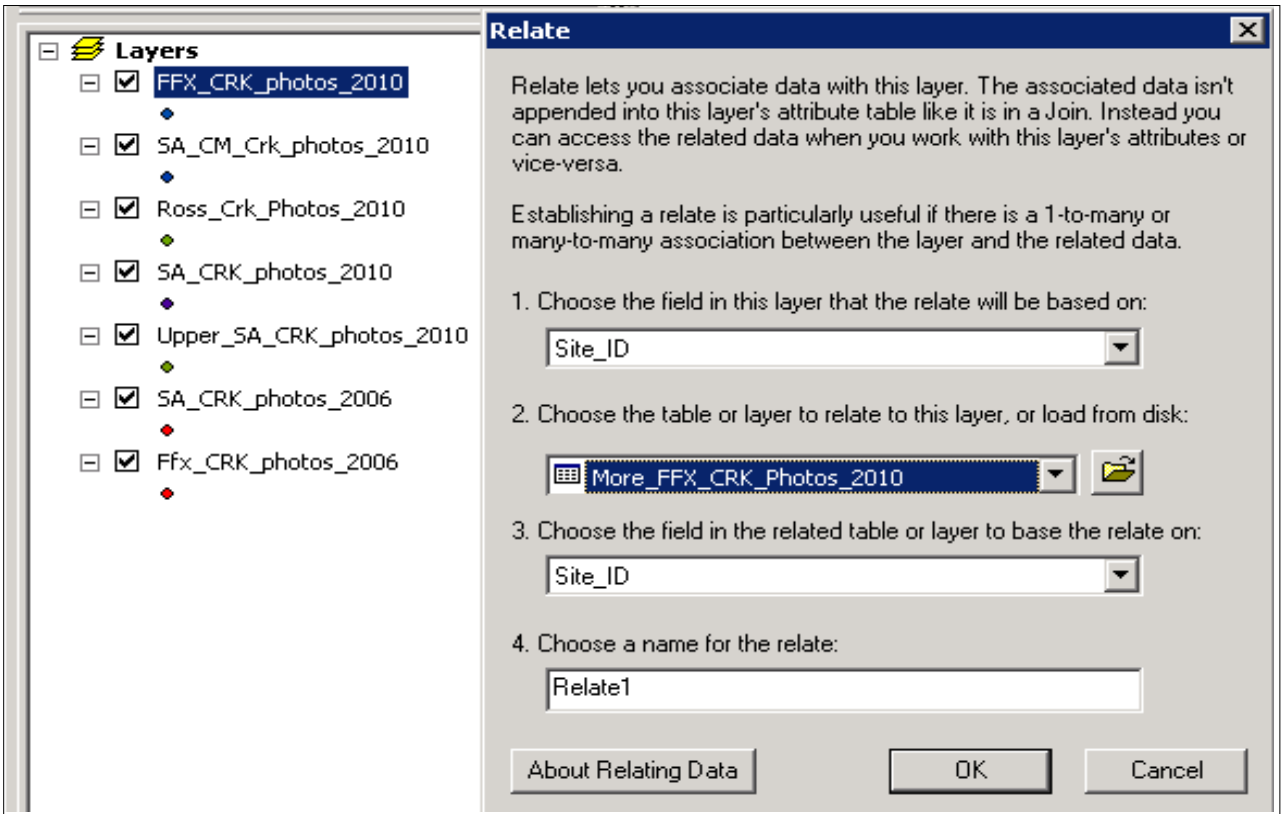 Layers
FFX_CRK_photos_2010
SA_CM_Crk_photos_2010
Ross_Crk_Photos_2010
SA_CRK_photos_2010
Upper_SA_CRK_photos_2010
SA_CRK_photos_2006
Ffx_CRK_photos_2006
Relate
Relate lets you associate data with this layer. The associated data isn't
appended into this layer's attribute table like it is in a Join. Instead you
can access the related data when you work with this layer's attributes or
vice-versa.
Establishing a relate is particularly useful if there is a 1-to-many or
many-to-many association between the layer and the related data.
1. Choose the field in this layer that the relate will be based on:
Site_ID
2. Choose the table or layer to relate to this layer, or load from disk:
More_FFX_CRK_Photos_2010
3. Choose the field in the related table or layer to base the relate on:
Site_ID
4. Choose a name for the relate:
Relate1
About Relating Data
OK
Cancel